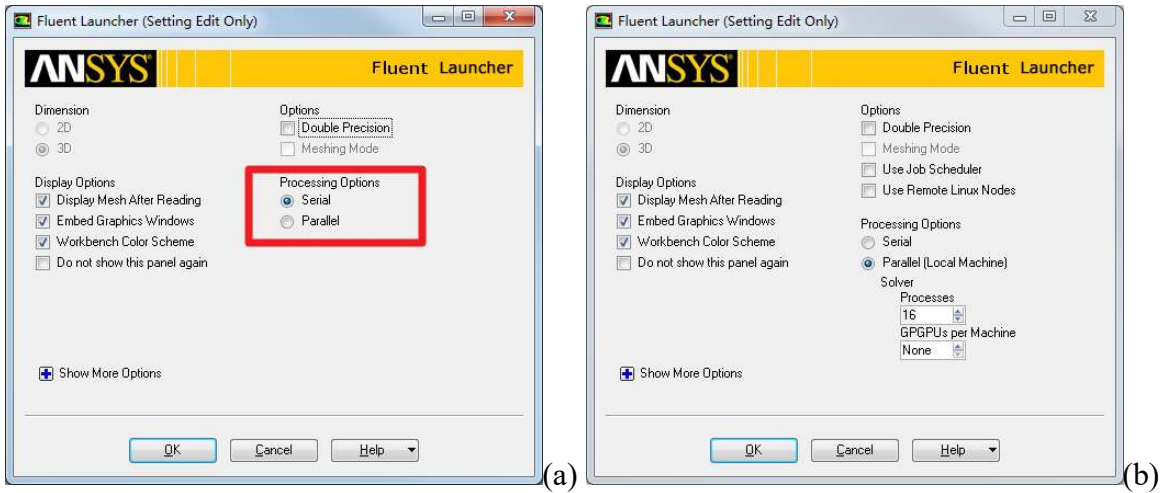 Fluent Launcher (Setting Edit Only)
ANSYS Fluent Launcher
Dimension
2D
3D
Options
Double Precision
Meshing Mode
Display Options
Display Mesh After Reading
Embed Graphics Windows
Workbench Color Scheme
Do not show this panel again
Processing Options
Serial
Parallel
Show More Options
OK Cancel Help
(a)
Fluent Launcher (Setting Edit Only)
ANSYS Fluent Launcher
Dimension
2D
3D
Options
Double Precision
Meshing Mode
Use Job Scheduler
Use Remote Linux Nodes
Display Options
Display Mesh After Reading
Embed Graphics Windows
Workbench Color Scheme
Do not show this panel again
Processing Options
Serial
Parallel (Local Machine)
Solver
Processes
16
GPGPUs per Machine
None
Show More Options
OK Cancel Help
(b)